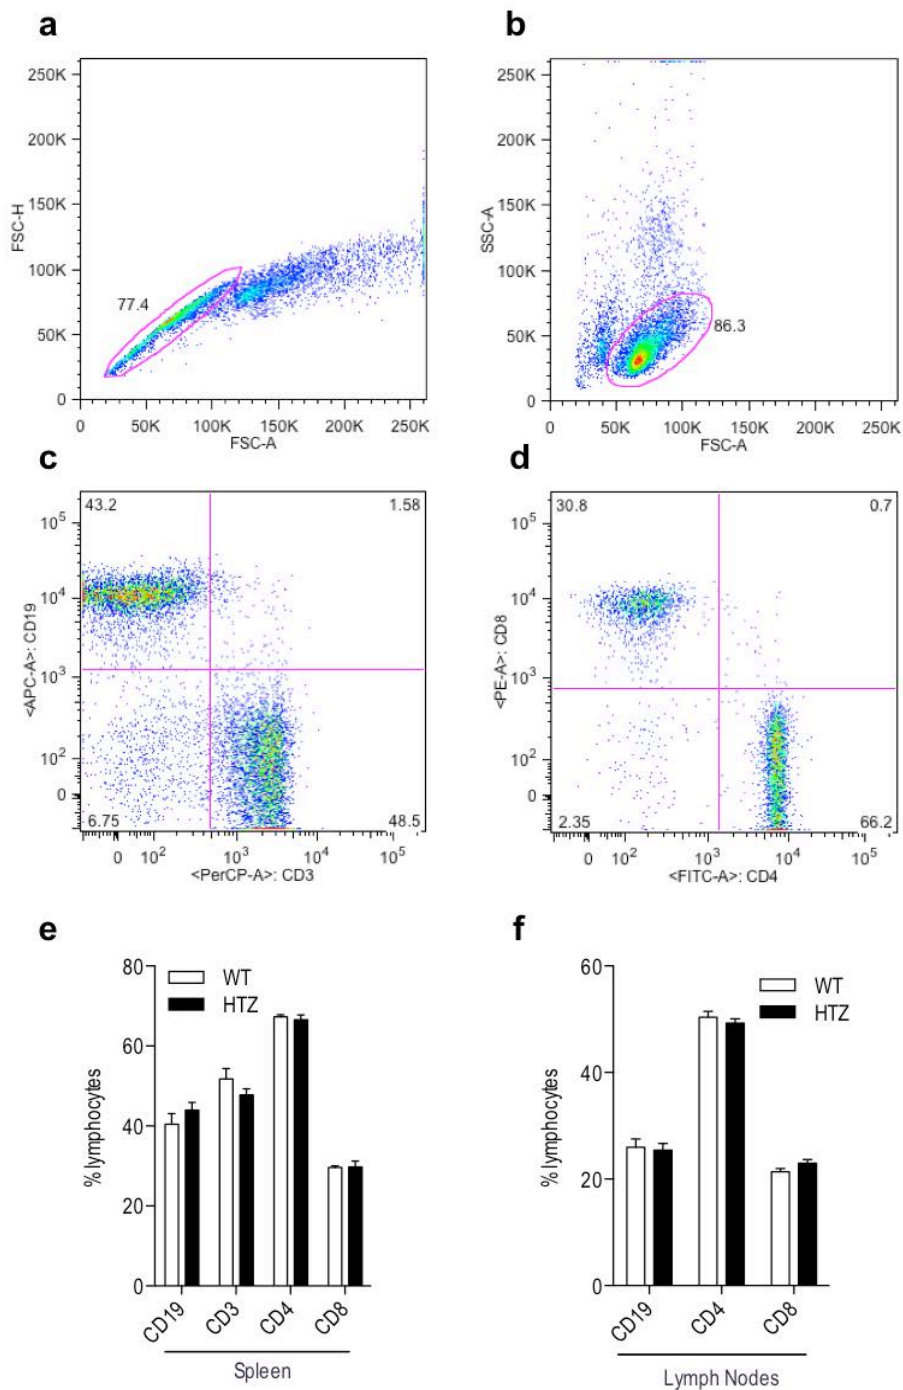 a
250K
200K
150K
100K
50K
0
FSC-H
77.4
0 50K 100K 150K 200K 250K
FSC-A
b
250K
200K
150K
100K
50K
0
SSC-A
86.3
0 50K 100K 150K 200K 250K
FSC-A
c
43.2 1.58
10^5
10^4
10^3
10^2
0
<APC-A>: CD19
6.75 48.5
0 10^2 10^3 10^4 10^5
<PerCP-A>: CD3
d
30.8 0.7
10^5
10^4
10^3
10^2
0
<PE-A>: CD8
2.35 66.2
0 10^2 10^3 10^4 10^5
<FITC-A>: CD4
e
80
60
40
20
0
% lymphocytes
WT
HTZ
CD19 CD3 CD4 CD8
Spleen
f
60
40
20
0
% lymphocytes
WT
HTZ
CD19 CD4 CD8
Lymph Nodes